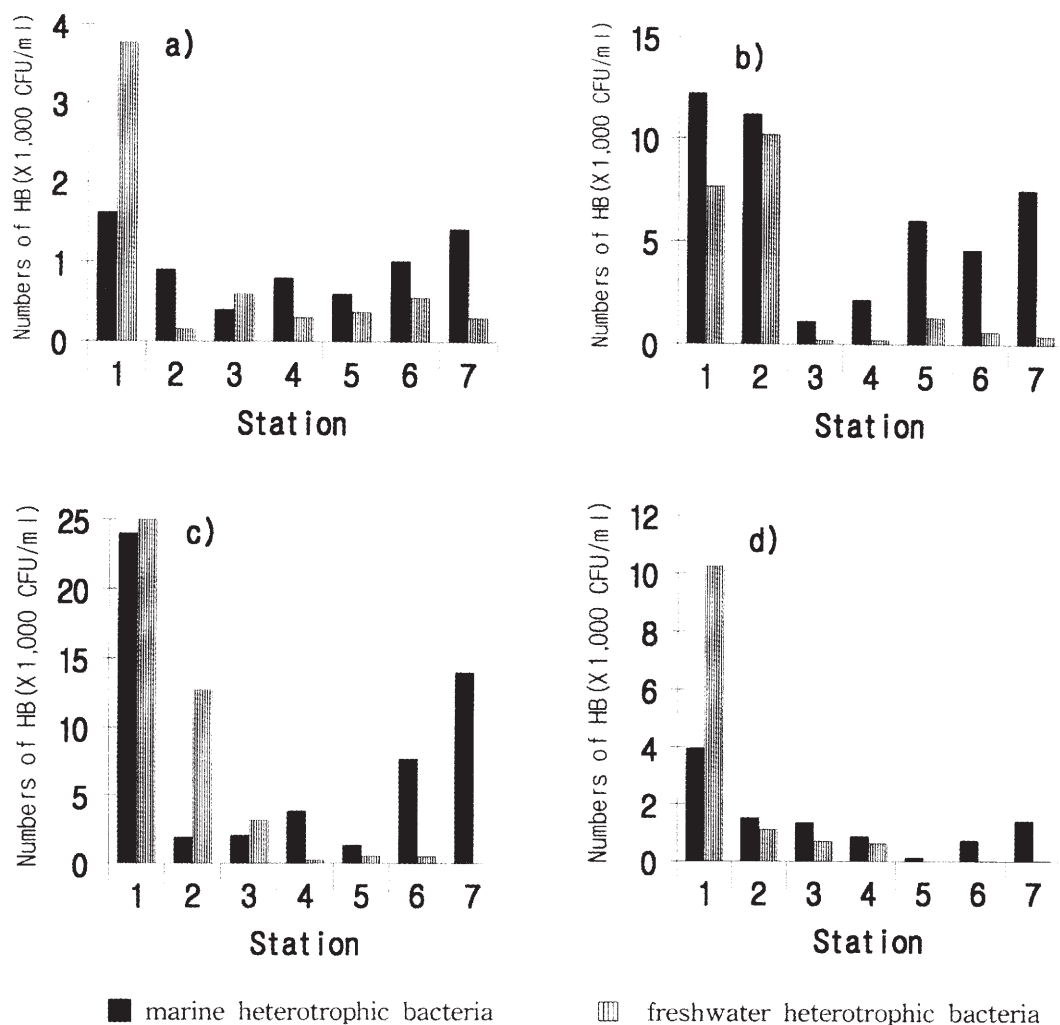 a)
Numbers of HB(X1,000 CFU/ml)
4
3
2
1
0
1 2 3 4 5 6 7
Station
b)
Numbers of HB(X1,000 CFU/ml)
15
10
5
0
1 2 3 4 5 6 7
Station
c)
Numbers of HB(X1,000 CFU/ml)
25
20
15
10
5
0
1 2 3 4 5 6 7
Station
d)
Numbers of HB(X1,000 CFU/ml)
12
10
8
6
4
2
0
1 2 3 4 5 6 7
Station
marine heterotrophic bacteria
freshwater heterotrophic bacteria